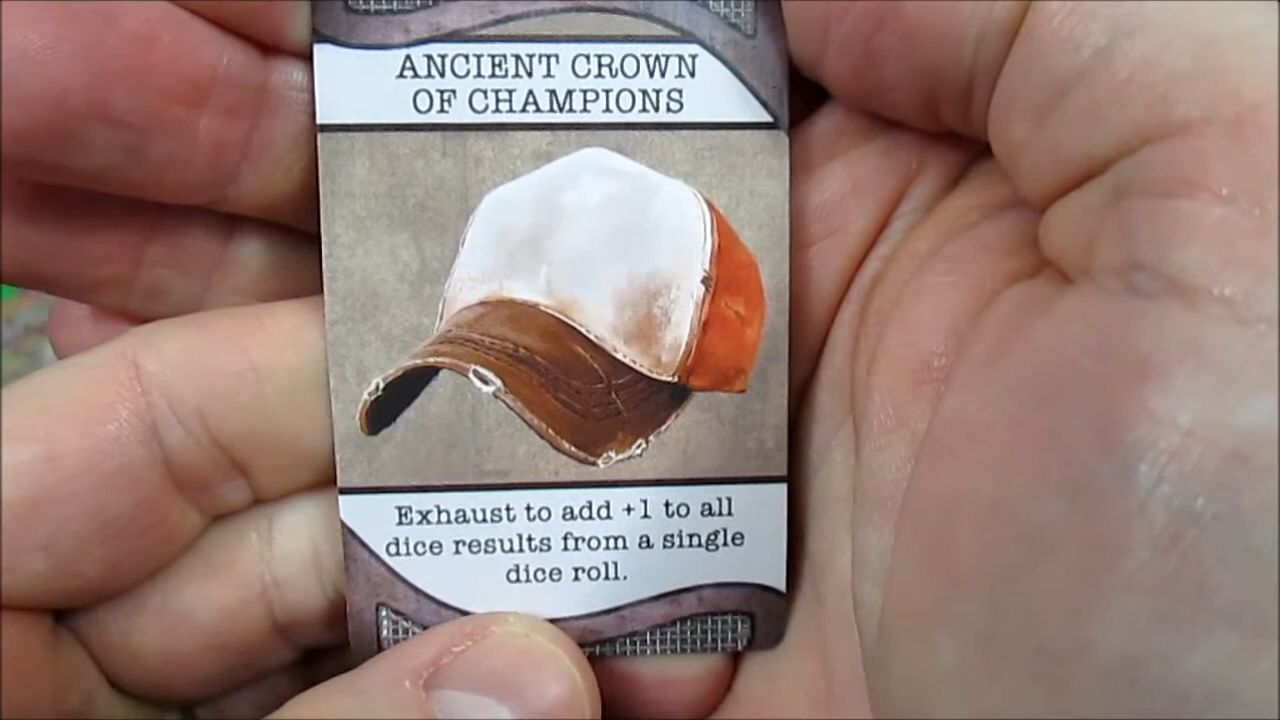 ANCIENT CROWN
OF CHAMPIONS
Exhaust to add +1 to all
dice results from a single
dice roll.